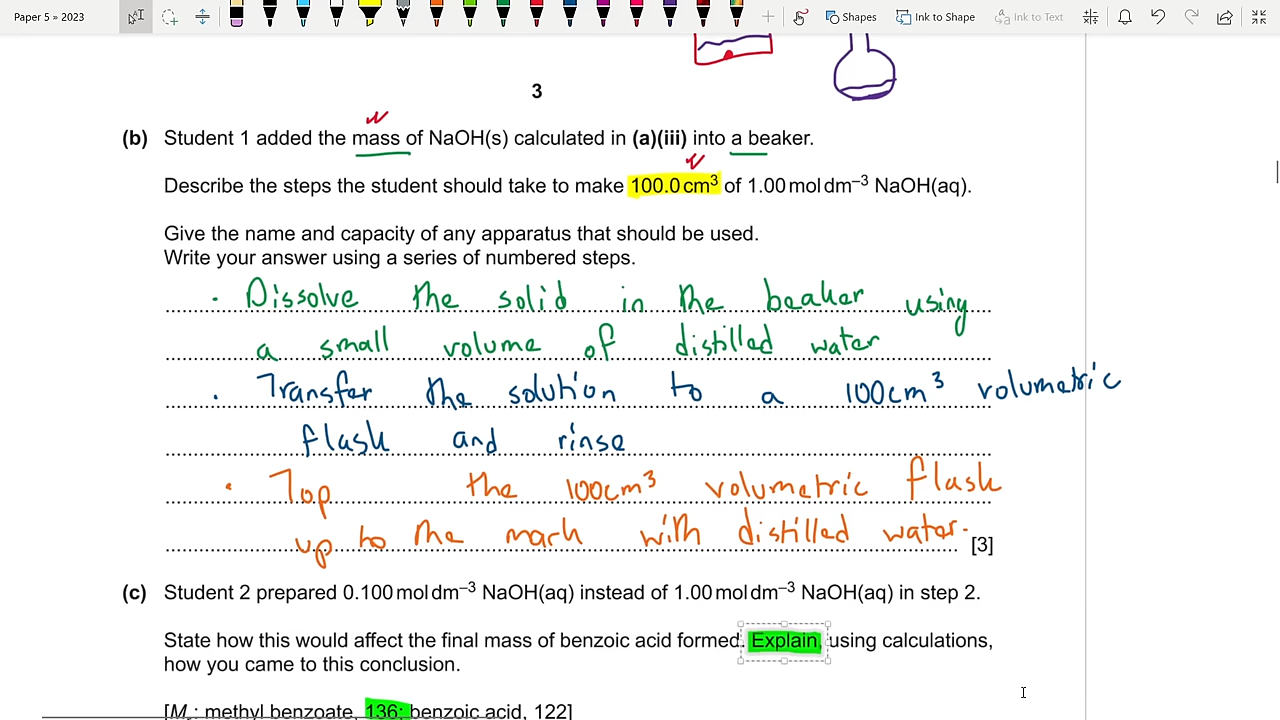 Paper 5 » 2023
Shapes
Ink to Shape
Ink to Text
3
(b) Student 1 added the mass of NaOH(s) calculated in (a)(iii) into a beaker.
Describe the steps the student should take to make 100.0 cm³ of 1.00 mol dm⁻³ NaOH(aq).
Give the name and capacity of any apparatus that should be used.
Write your answer using a series of numbered steps.
· Dissolve the solid in the beaker using
a small volume of distilled water
· Transfer the solution to a 100cm³ volumetric
flask and rinse
· Top the 100cm³ volumetric flask
up to the mark with distilled water.
[3]
(c) Student 2 prepared 0.100 mol dm⁻³ NaOH(aq) instead of 1.00 mol dm⁻³ NaOH(aq) in step 2.
State how this would affect the final mass of benzoic acid formed. Explain, using calculations,
how you came to this conclusion.
[Mr: methyl benzoate, 136; benzoic acid, 122]